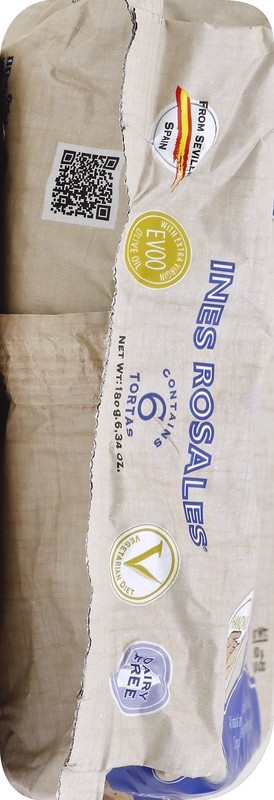 FROM SEVILLE
SPAIN
WITH EXTRA VIRGIN
EVOO
OLIVE OIL
INES ROSALES®
CONTAINS
6
TORTAS
NET WT:180g.6,34 oz.
V
VEGETARIAN DIET
DAIRY
FREE